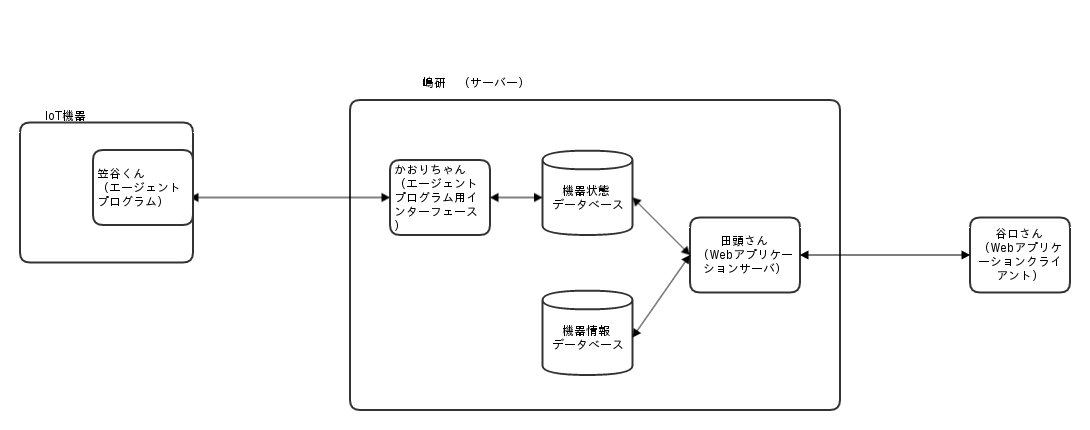 嶋研　（サーバー）
IoT機器
笠谷くん
（エージェント
プログラム）
かおりちゃん
（エージェント
プログラム用イ
ンターフェース
）
機器状態
データベース
田頭さん
（Webアプリケー
ションサーバ）
谷口さん
（Webアプリケ
ーションクライ
アント）
機器情報
データベース